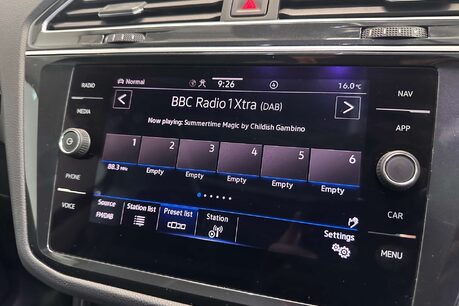 RADIO
MEDIA
PHONE
VOICE
NAV
APP
CAR
MENU
Normal
9:26
16.0°C
BBC Radio 1Xtra (DAB)
Now playing: Summertime Magic by Childish Gambino
1 2 3 4 5 6
88.3 MHz Empty Empty Empty Empty Empty
Source Station list Preset list Station Settings
FM/DAB